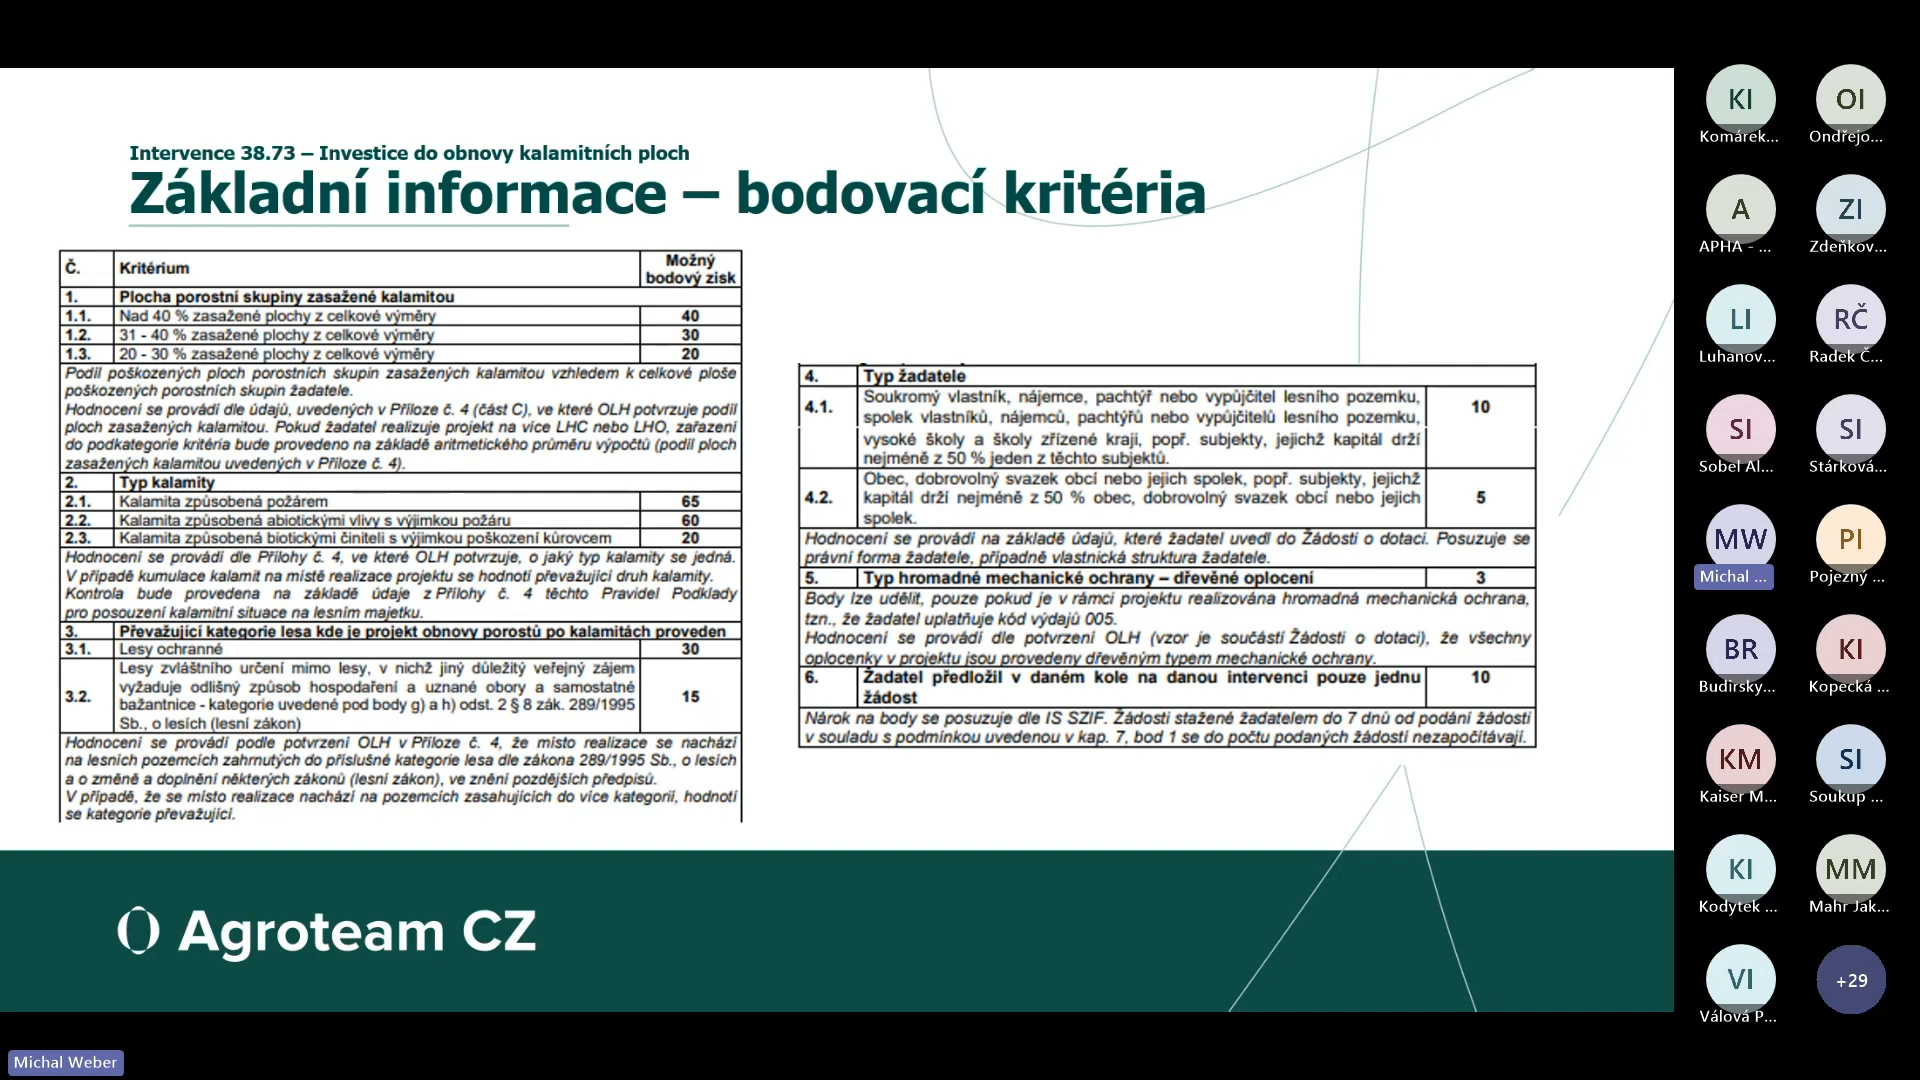 Intervence 38.73 – Investice do obnovy kalamitních ploch
Základní informace – bodovací kritéria
Č. Kritérium Možný bodový zisk
1. Plocha porostní skupiny zasažené kalamitou
1.1. Nad 40 % zasažené plochy z celkové výměry 40
1.2. 31 - 40 % zasažené plochy z celkové výměry 30
1.3. 20 - 30 % zasažené plochy z celkové výměry 20
Podíl poškozených ploch porostních skupin zasažených kalamitou vzhledem k celkové ploše
poškozených porostních skupin žadatele.
Hodnocení se provádí dle údajů, uvedených v Příloze č. 4 (část C), ve které OLH potvrzuje podíl
ploch zasažených kalamitou. Pokud žadatel realizuje projekt na více LHC nebo LHO, zařazení
do podkategorie kritéria bude provedeno na základě aritmetického průměru výpočtů (podíl ploch
zasažených kalamitou uvedených v Příloze č. 4).
2. Typ kalamity
2.1. Kalamita způsobená požárem 65
2.2. Kalamita způsobená abiotickými vlivy s výjimkou požáru 60
2.3. Kalamita způsobená biotickými činiteli s výjimkou poškození kůrovcem 20
Hodnocení se provádí dle Přílohy č. 4, ve které OLH potvrzuje, o jaký typ kalamity se jedná.
V případě kumulace kalamit na místě realizace projektu se hodnotí převažující druh kalamity.
Kontrola bude provedena na základě údaje z Přílohy č. 4 těchto Pravidel Podklady
pro posouzení kalamitní situace na lesním majetku.
3. Převažující kategorie lesa kde je projekt obnovy porostů po kalamitách proveden
3.1. Lesy ochranné 30
3.2. Lesy zvláštního určení mimo lesy, v nichž jiný důležitý veřejný zájem
vyžaduje odlišný způsob hospodaření a uznané obory a samostatné
bažantnice - kategorie uvedené pod body g) a h) odst. 2 § 8 zák. 289/1995 15
Sb., o lesích (lesní zákon)
Hodnocení se provádí podle potvrzení OLH v Příloze č. 4, že místo realizace se nachází
na lesních pozemcích zahrnutých do příslušné kategorie lesa dle zákona 289/1995 Sb., o lesích
a o změně a doplnění některých zákonů (lesní zákon), ve znění pozdějších předpisů.
V případě, že se místo realizace nachází na pozemcích zasahujících do více kategorií, hodnotí
se kategorie převažující.
4. Typ žadatele
4.1. Soukromý vlastník, nájemce, pachtýř nebo vypůjčitel lesního pozemku, 10
spolek vlastníků, nájemců, pachtýřů nebo vypůjčitelů lesního pozemku,
vysoké školy a školy zřízené kraji, popř. subjekty, jejichž kapitál drží
nejméně z 50 % jeden z těchto subjektů.
4.2. Obec, dobrovolný svazek obcí nebo jejich spolek, popř. subjekty, jejichž
kapitál drží nejméně z 50 % obec, dobrovolný svazek obcí nebo jejich 5
spolek.
Hodnocení se provádí na základě údajů, které žadatel uvedl do Žádosti o dotaci. Posuzuje se
právní forma žadatele, případně vlastnická struktura žadatele.
5. Typ hromadné mechanické ochrany – dřevěné oplocení 3
Body lze udělit, pouze pokud je v rámci projektu realizována hromadná mechanická ochrana,
tzn., že žadatel uplatňuje kód výdajů 005.
Hodnocení se provádí dle potvrzení OLH (vzor je součástí Žádosti o dotaci), že všechny
oplocenky v projektu jsou provedeny dřevěným typem mechanické ochrany.
6. Žadatel předložil v daném kole na danou intervenci pouze jednu 10
žádost
Nárok na body se posuzuje dle IS SZIF. Žádosti stažené žadatelem do 7 dnů od podání žádosti
v souladu s podmínkou uvedenou v kap. 7, bod 1 se do počtu podaných žádostí nezapočítávají.
Agroteam CZ
KI OI
Komárek... Ondřejo...
A ZI
APHA - ... Zdeňkov...
LI RČ
Luhanov... Radek Č...
SI SI
Sobel Al... Stárková...
MW PI
Michal ... Pojezný ...
BR KI
Budirsky... Kopecká ...
KM SI
Kaiser M... Soukup ...
KI MM
Kodytek ... Mahr Jak...
VI +29
Válová P...
Michal Weber